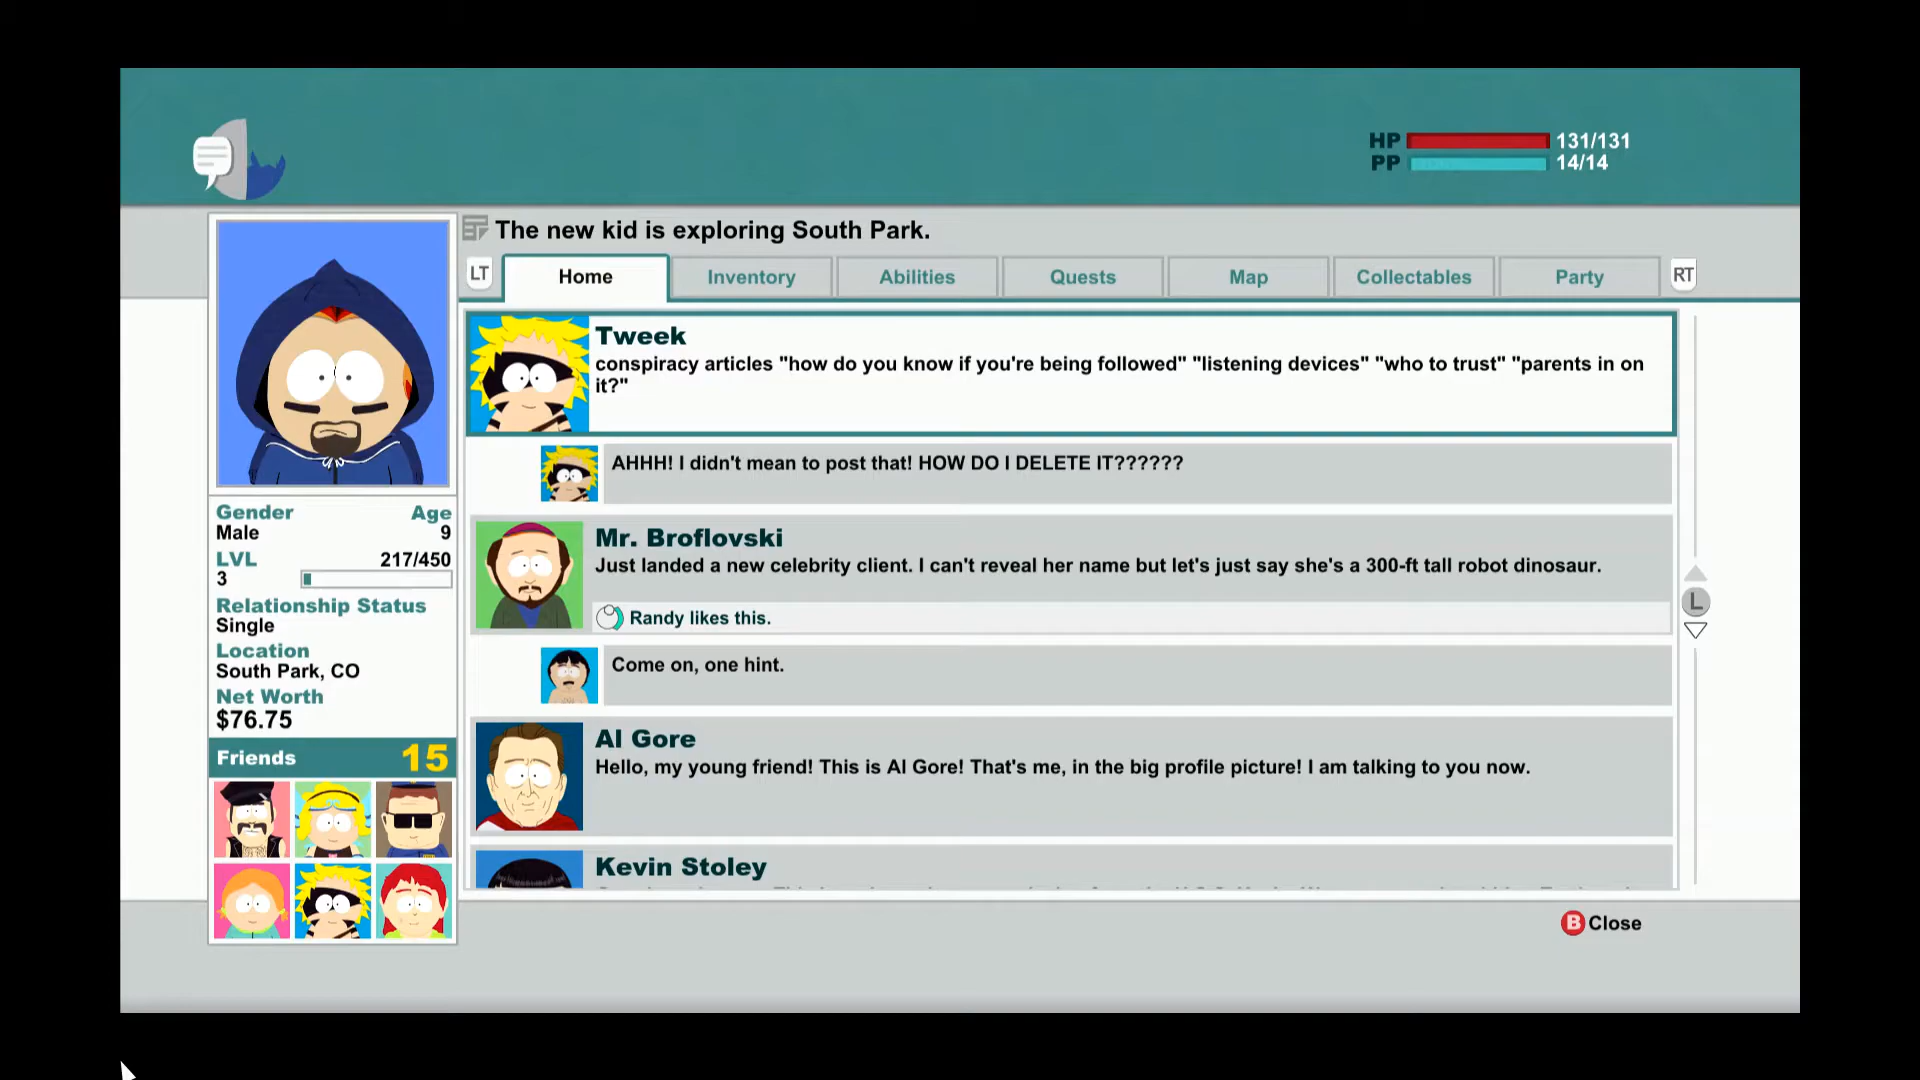 HP 131/131
PP 14/14
The new kid is exploring South Park.
LT Home Inventory Abilities Quests Map Collectables Party RT
Gender Age
Male 9
LVL 217/450
3
Relationship Status
Single
Location
South Park, CO
Net Worth
$76.75
Friends 15
Tweek
conspiracy articles "how do you know if you're being followed" "listening devices" "who to trust" "parents in on
it?"
AHHH! I didn't mean to post that! HOW DO I DELETE IT??????
Mr. Broflovski
Just landed a new celebrity client. I can't reveal her name but let's just say she's a 300-ft tall robot dinosaur.
Randy likes this.
Come on, one hint.
Al Gore
Hello, my young friend! This is Al Gore! That's me, in the big profile picture! I am talking to you now.
Kevin Stoley
L
B Close